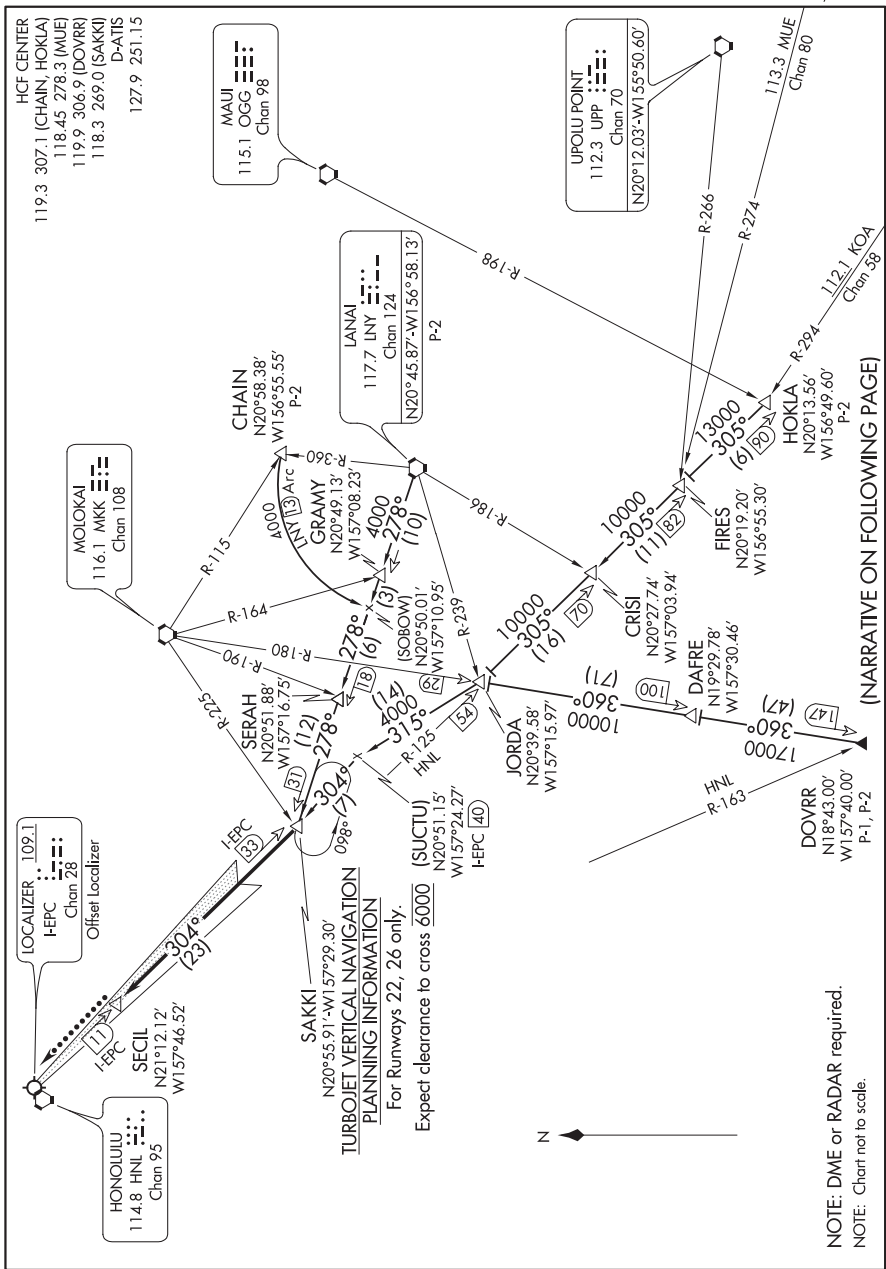 HCF CENTER
119.3 307.1 (CHAIN, HOKLA)
118.45 278.3 (MUE)
119.9 306.9 (DOVRR)
118.3 269.0 (SAKKI)
D-ATIS
127.9 251.15
MAUI
115.1 OGG
Chan 98
UPOLU POINT
112.3 UPP
Chan 70
N20°12.03'-W155°50.60'
113.3 MUE
Chan 80
R-266
R-274
R-198
112.1 KOA
Chan 58
R-294
LANAI
117.7 LNY
Chan 124
N20°45.87'-W156°58.13'
P-2
CHAIN
N20°58.38'
W156°55.55'
P-2
MOLOKAI
116.1 MKK
Chan 108
R-115
R-360
4000
LNY 13 Arc
GRAMY
N20°49.13'
W157°08.23'
4000
278°
(10)
R-164
R-180
R-190
R-225
R-186
R-239
(3)
(SOBOW)
N20°50.01'
W157°10.95'
278°
(6)
SERAH
N20°51.88'
W157°16.75'
18
29
278°
(12)
31
HOKLA
N20°13.56'
W156°49.60'
P-2
13000
305°
(6)
90
FIRES
N20°19.20'
W156°55.30'
10000
305°
(11)
82
CRISI
N20°27.74'
W157°03.94'
70
10000
305°
(16)
JORDA
N20°39.58'
W157°15.97'
54
(14)
4000
315°
R-125
HNL
(SUCTU)
N20°51.15'
W157°24.27'
I-EPC 40
304°
(7)
098°
DAFRE
N19°29.78'
W157°30.46'
100
(71)
360°
10000
(47)
360°
17000
147
HNL
R-163
DOVRR
N18°43.00'
W157°40.00'
P-1, P-2
(NARRATIVE ON FOLLOWING PAGE)
LOCALIZER 109.1
I-EPC
Chan 28
Offset Localizer
I-EPC
33
304°
(23)
11
I-EPC
SECIL
N21°12.12'
W157°46.52'
SAKKI
N20°55.91'-W157°29.30'
HONOLULU
114.8 HNL
Chan 95
TURBOJET VERTICAL NAVIGATION
PLANNING INFORMATION
For Runways 22, 26 only.
Expect clearance to cross 6000
N
NOTE: DME or RADAR required.
NOTE: Chart not to scale.